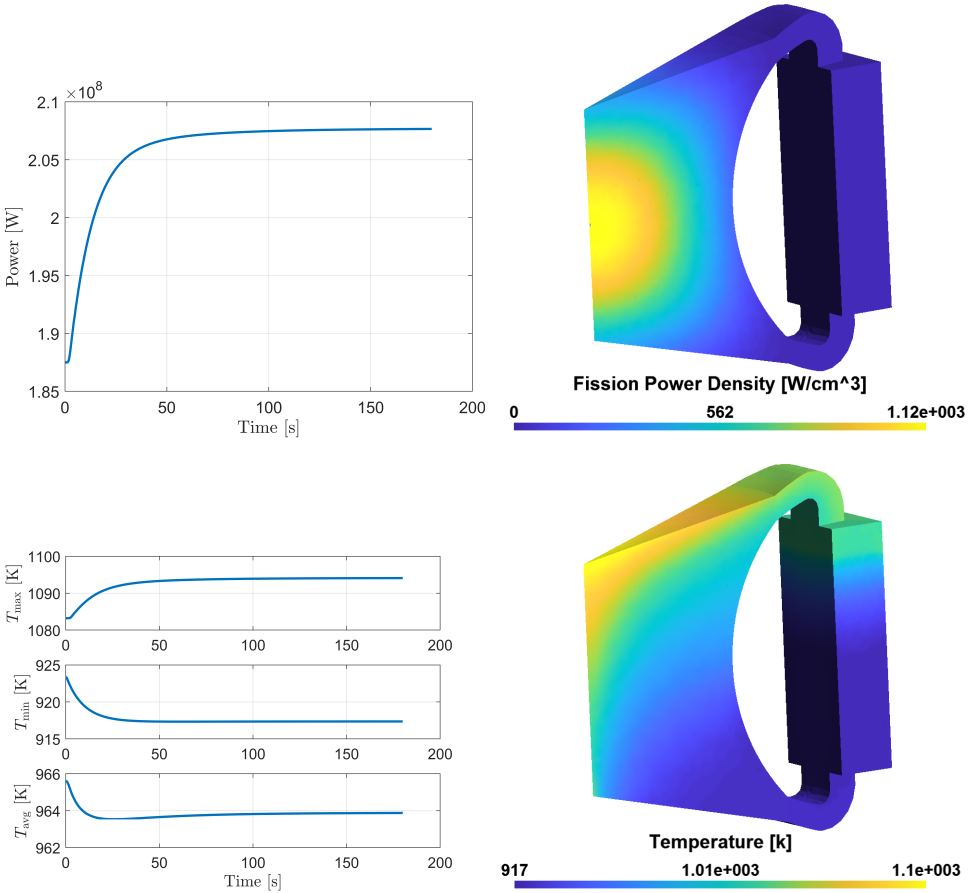 ×10^8
2.1
2.05
2
1.95
1.9
1.85
Power [W]
0 50 100 150 200
Time [s]
Fission Power Density [W/cm^3]
0 562 1.12e+003
1100
1090
1080
T_max [K]
0 50 100 150 200
925
920
915
T_min [K]
0 50 100 150 200
966
964
962
T_avg [K]
0 50 100 150 200
Time [s]
Temperature [k]
917 1.01e+003 1.1e+003